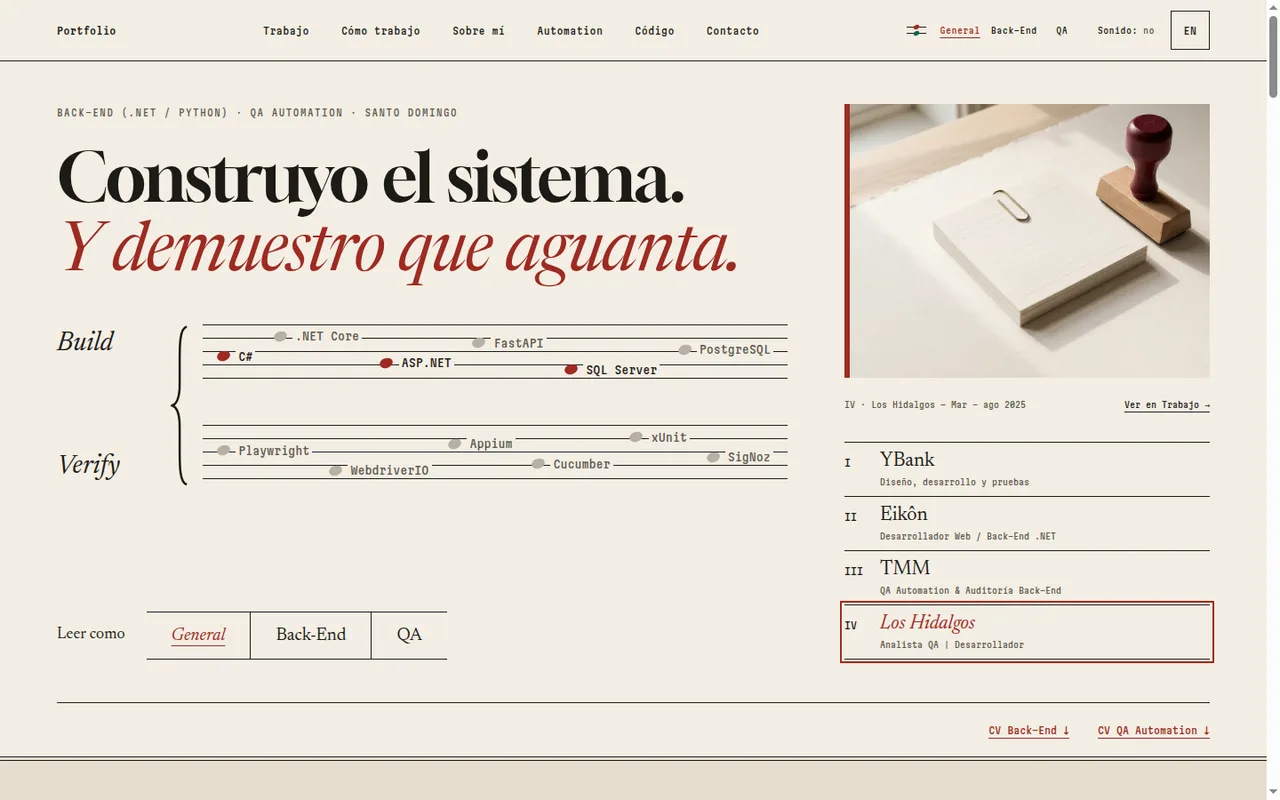 Portfolio
Trabajo Cómo trabajo Sobre mí Automation Código Contacto
General Back-End QA Sonido: no EN
BACK-END (.NET / PYTHON) · QA AUTOMATION · SANTO DOMINGO
Construyo el sistema.
Y demuestro que aguanta.
Build
.NET Core FastAPI PostgreSQL
C# ASP.NET SQL Server
Verify
Playwright Appium xUnit
WebdriverIO Cucumber SigNoz
Leer como General Back-End QA
IV · Los Hidalgos — Mar – ago 2025 Ver en Trabajo →
I YBank
Diseño, desarrollo y pruebas
II Eikôn
Desarrollador Web / Back-End .NET
III TMM
QA Automation & Auditoría Back-End
IV Los Hidalgos
Analista QA | Desarrollador
CV Back-End ↓ CV QA Automation ↓